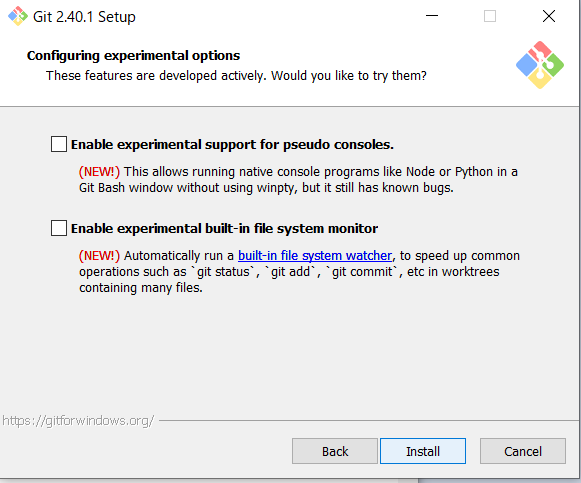 Git 2.40.1 Setup
Configuring experimental options
These features are developed actively. Would you like to try them?
Enable experimental support for pseudo consoles.
(NEW!) This allows running native console programs like Node or Python in a
Git Bash window without using winpty, but it still has known bugs.
Enable experimental built-in file system monitor
(NEW!) Automatically run a built-in file system watcher, to speed up common
operations such as `git status`, `git add`, `git commit`, etc in worktrees
containing many files.
https://gitforwindows.org/
Back
Install
Cancel